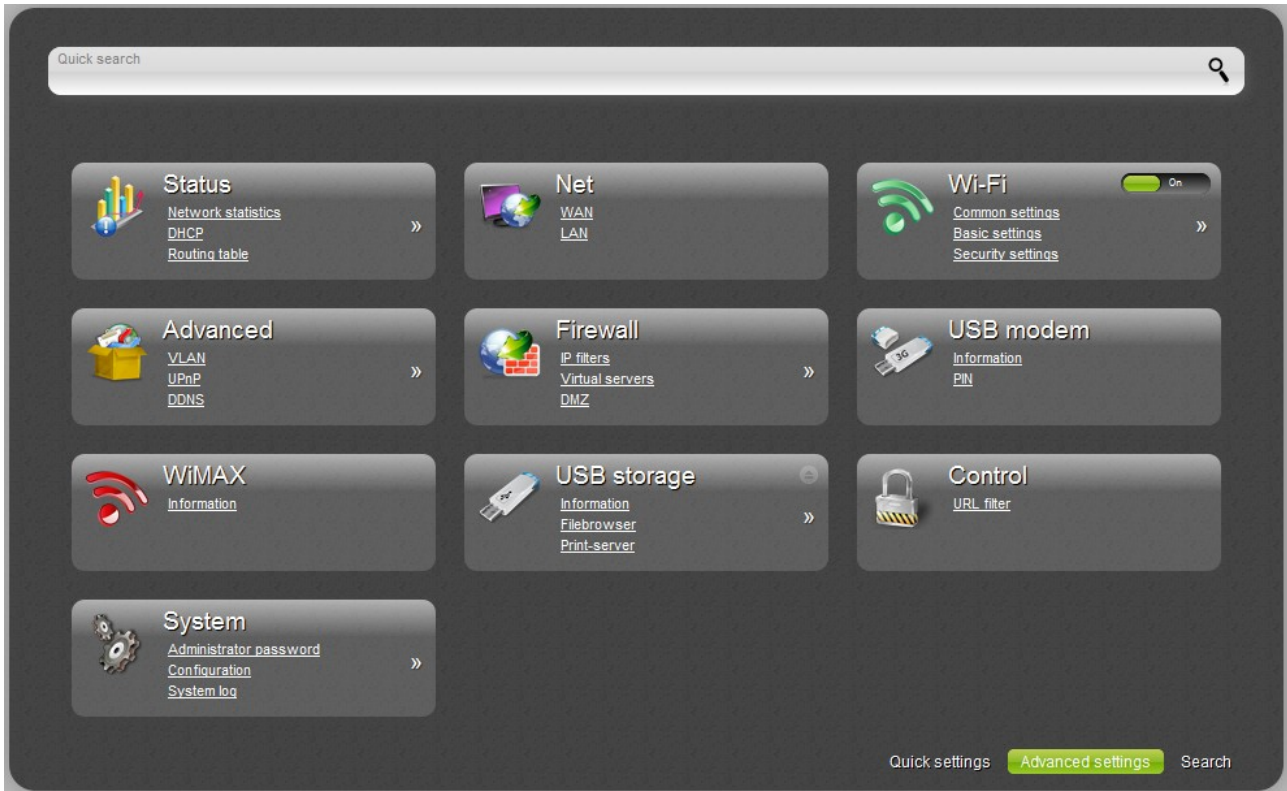 Quick search
Status
Network statistics
DHCP
Routing table
»
Net
WAN
LAN
Wi-Fi
On
Common settings
Basic settings
Security settings
»
Advanced
VLAN
UPnP
DDNS
»
Firewall
IP filters
Virtual servers
DMZ
»
USB modem
3G
Information
PIN
WiMAX
Information
USB storage
Information
Filebrowser
Print-server
»
Control
URL filter
System
Administrator password
Configuration
System log
»
Quick settings Advanced settings Search